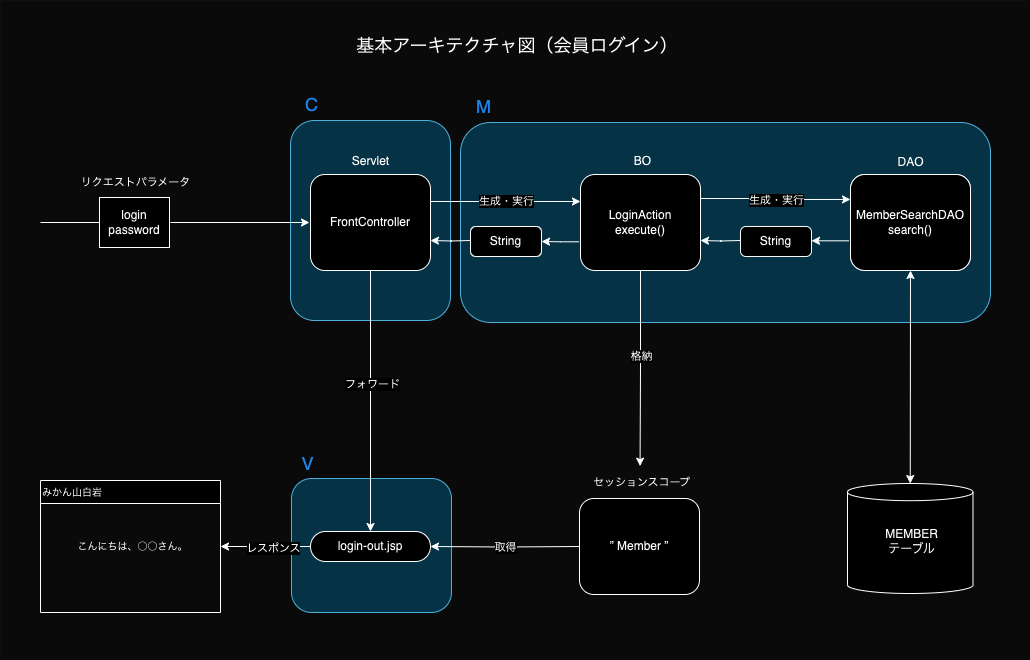 基本アーキテクチャ図（会員ログイン）
C
M
Servlet
BO
DAO
リクエストパラメータ
login
password
FrontController
生成・実行
LoginAction
execute()
生成・実行
MemberSearchDAO
search()
String
String
格納
フォワード
V
セッションスコープ
みかん山白岩
こんにちは、〇〇さん。
レスポンス
login-out.jsp
取得
” Member ”
MEMBER
テーブル